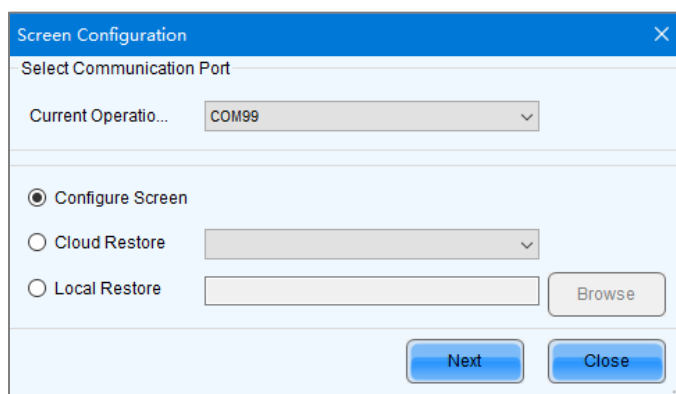 Screen Configuration
Select Communication Port
Current Operatio... COM99
Configure Screen
Cloud Restore
Local Restore Browse
Next Close